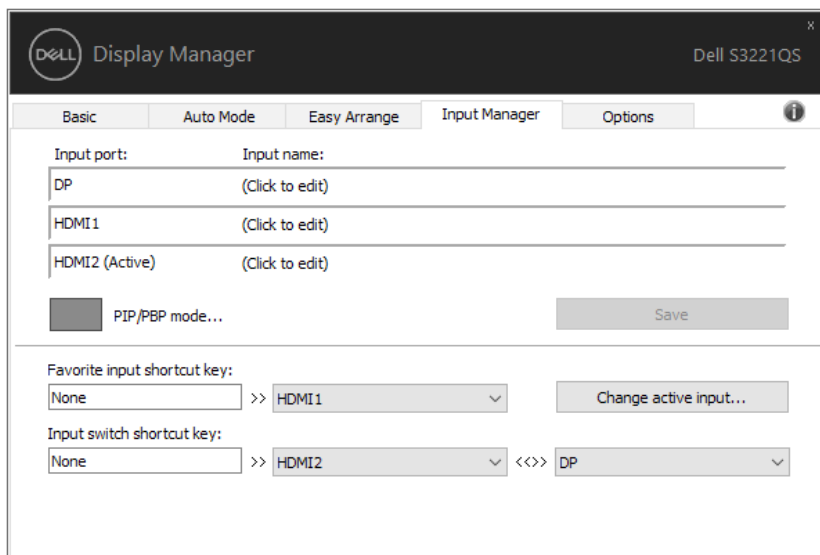 x
DELL Display Manager Dell S3221QS
Basic Auto Mode Easy Arrange Input Manager Options i
Input port: Input name:
DP (Click to edit)
HDMI1 (Click to edit)
HDMI2 (Active) (Click to edit)
PIP/PBP mode... Save
Favorite input shortcut key:
None >> HDMI1 Change active input...
Input switch shortcut key:
None >> HDMI2 <<>> DP